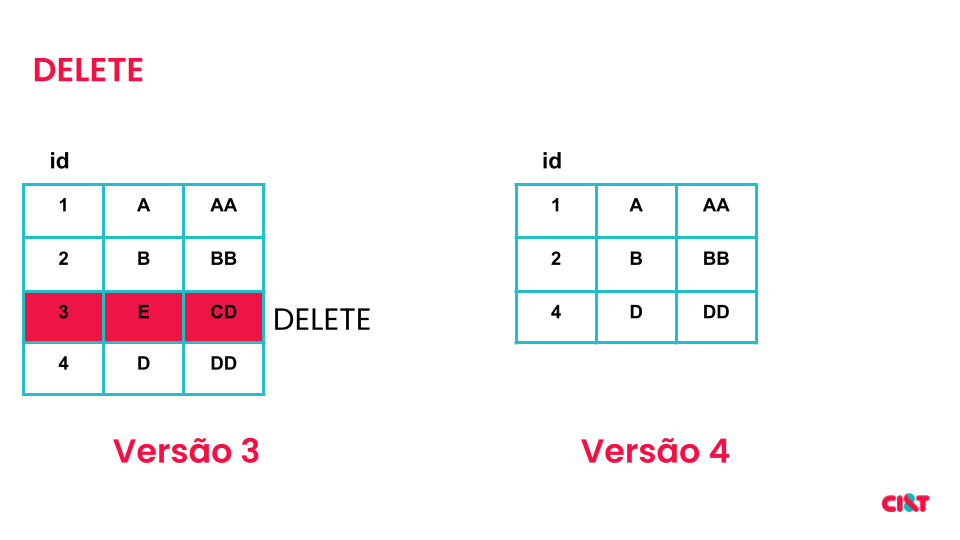 DELETE
id
1 A AA
2 B BB
3 E CD DELETE
4 D DD
Versão 3
id
1 A AA
2 B BB
4 D DD
Versão 4
CI&T